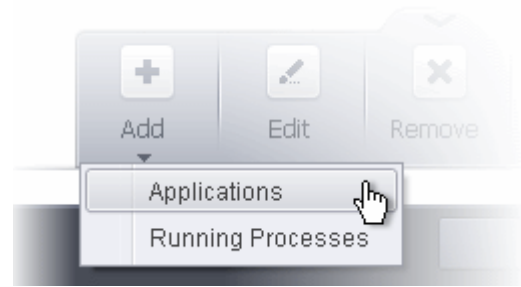 Add Edit Remove
Applications
Running Processes